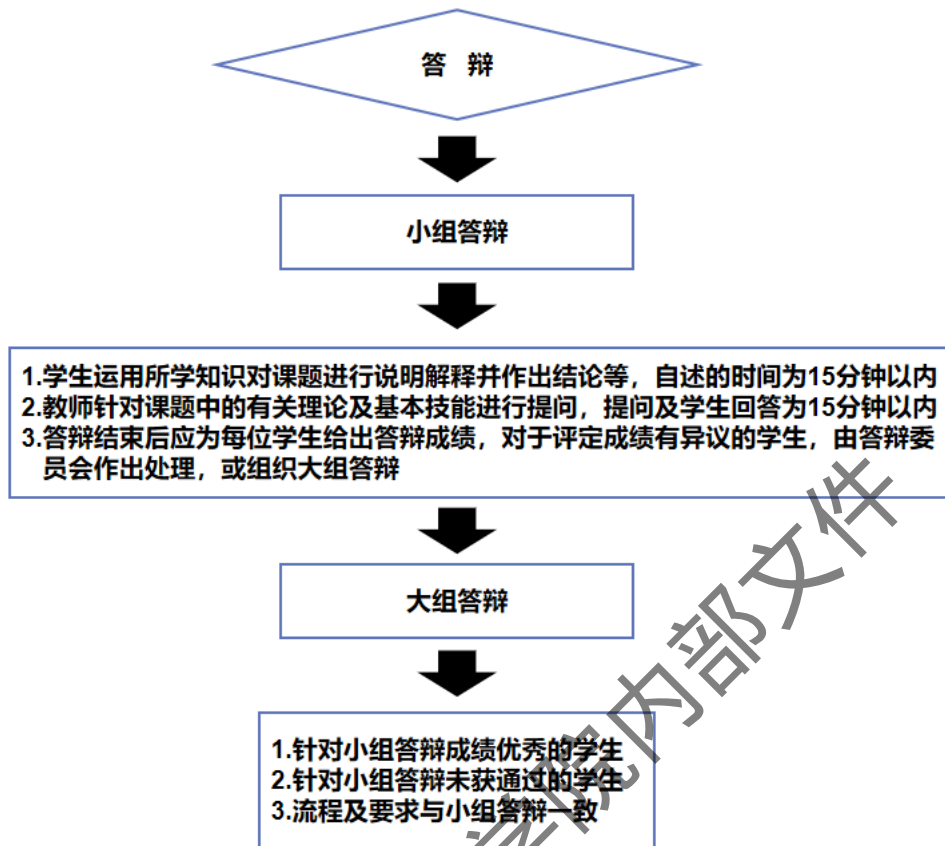 答 辩
小组答辩
1.学生运用所学知识对课题进行说明解释并作出结论等，自述的时间为15分钟以内
2.教师针对课题中的有关理论及基本技能进行提问，提问及学生回答为15分钟以内
3.答辩结束后应为每位学生给出答辩成绩，对于评定成绩有异议的学生，由答辩委
员会作出处理，或组织大组答辩
大组答辩
1.针对小组答辩成绩优秀的学生
2.针对小组答辩未获通过的学生
3.流程及要求与小组答辩一致
学院内部文件